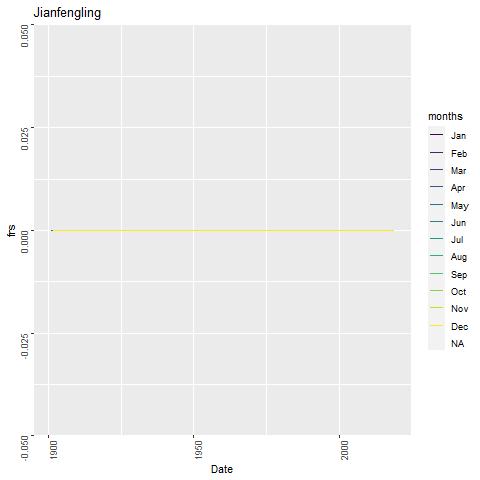 Jianfengling
0.050
0.025
0.000
-0.025
-0.050
frs
1900
1950
2000
Date
months
Jan
Feb
Mar
Apr
May
Jun
Jul
Aug
Sep
Oct
Nov
Dec
NA